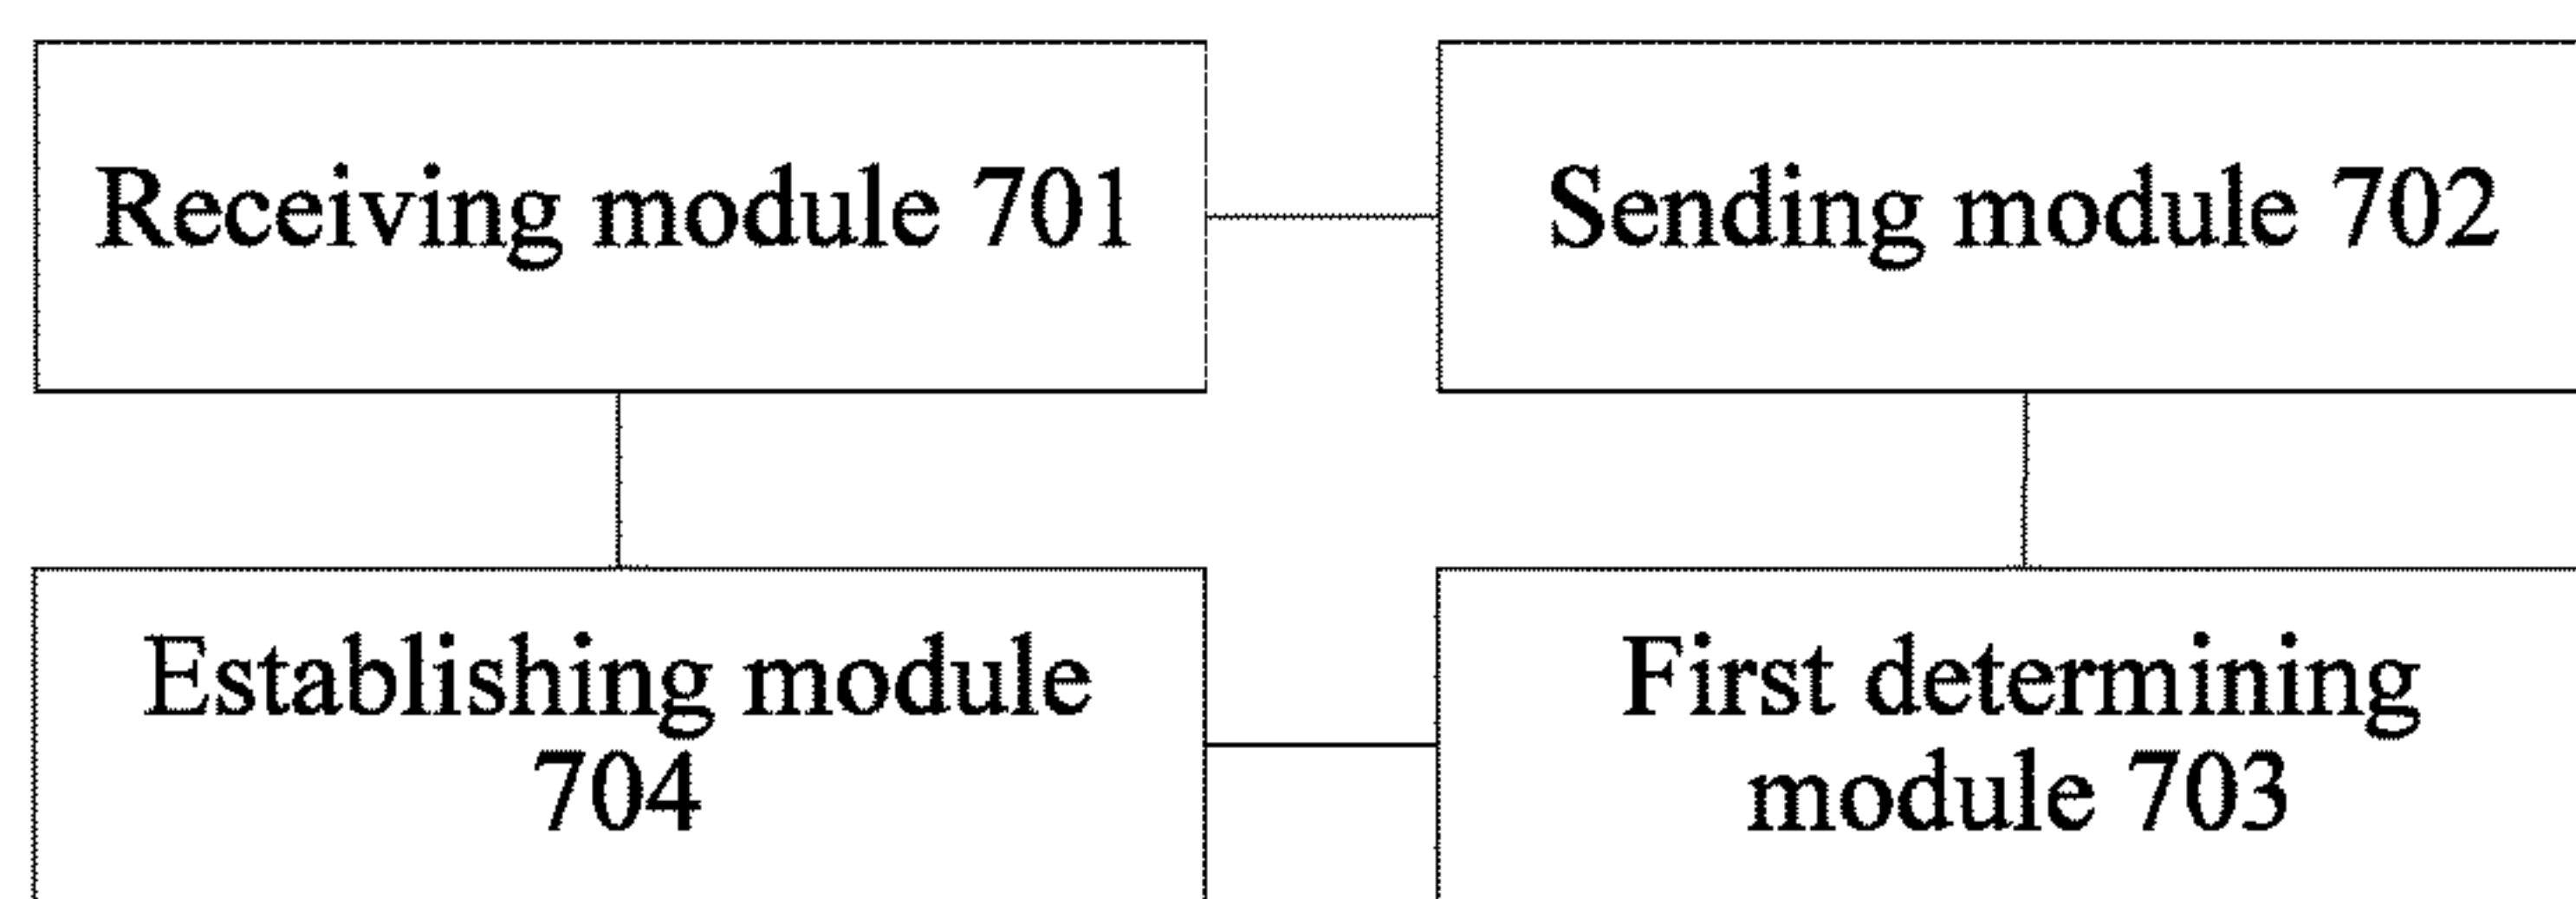 Receiving module 701
Sending module 702
Establishing module
704
First determining
module 703